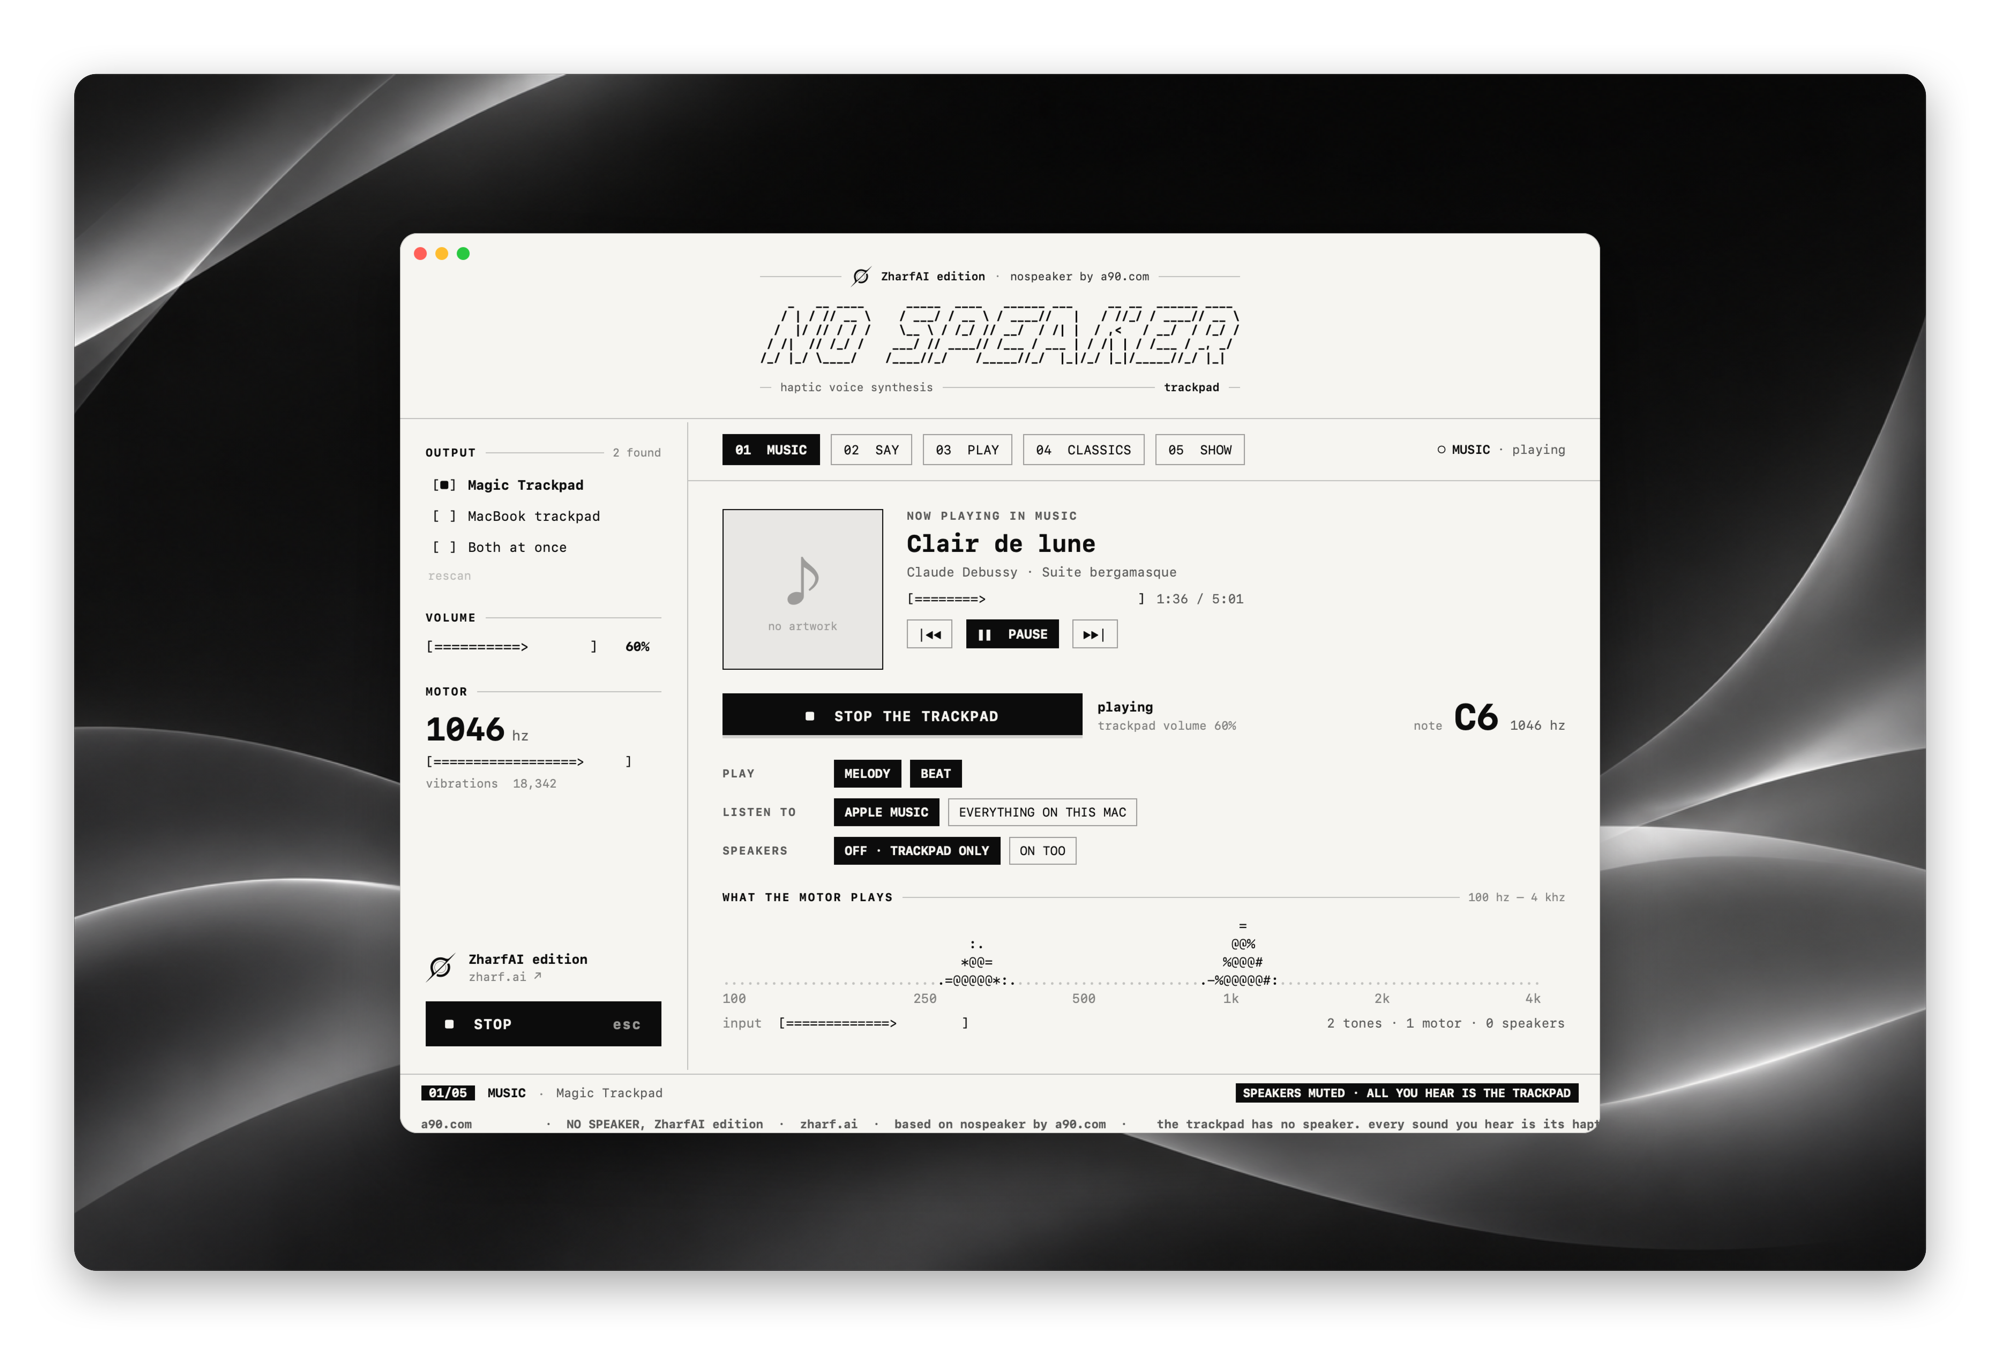 ZharfAI edition · nospeaker by a90.com
NO SPEAKER
haptic voice synthesis trackpad
OUTPUT 2 found
[■] Magic Trackpad
[ ] MacBook trackpad
[ ] Both at once
rescan
VOLUME
[==========> ] 60%
MOTOR
1046 hz
[==================> ]
vibrations 18,342
ZharfAI edition
zharf.ai ↗
■ STOP esc
01 MUSIC 02 SAY 03 PLAY 04 CLASSICS 05 SHOW
○ MUSIC · playing
♪
no artwork
NOW PLAYING IN MUSIC
Clair de lune
Claude Debussy · Suite bergamasque
[========> ] 1:36 / 5:01
|◀◀ ❚❚ PAUSE ▶▶|
■ STOP THE TRACKPAD
playing
trackpad volume 60%
note C6 1046 hz
PLAY MELODY BEAT
LISTEN TO APPLE MUSIC EVERYTHING ON THIS MAC
SPEAKERS OFF · TRACKPAD ONLY ON TOO
WHAT THE MOTOR PLAYS 100 hz — 4 khz
=
:. @@%
*@@= %@@@#
.=@@@@@*:. .-%@@@@@#:
100 250 500 1k 2k 4k
input [=============> ] 2 tones · 1 motor · 0 speakers
01/05 MUSIC · Magic Trackpad
SPEAKERS MUTED · ALL YOU HEAR IS THE TRACKPAD
a90.com · NO SPEAKER, ZharfAI edition · zharf.ai · based on nospeaker by a90.com · the trackpad has no speaker. every sound you hear is its hapt